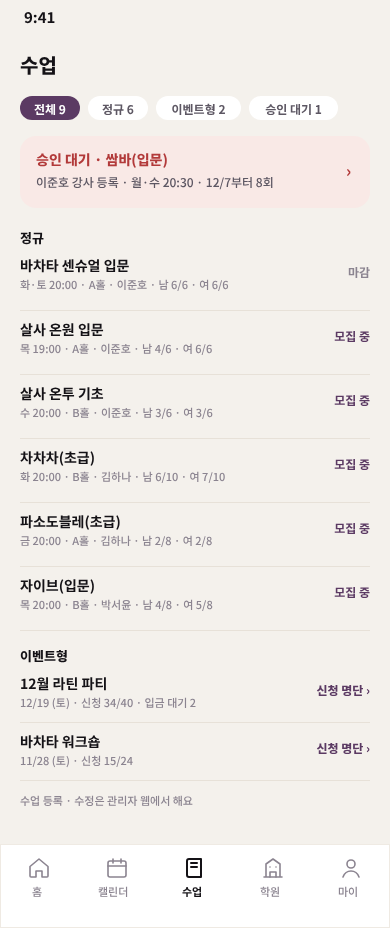 9:41
수업
전체 9
정규 6
이벤트형 2
승인 대기 1
승인 대기 · 쌈바(입문)
이준호 강사 등록 · 월·수 20:30 · 12/7부터 8회
›
정규
바차타 센슈얼 입문
화·토 20:00 · A홀 · 이준호 · 남 6/6 · 여 6/6
마감
살사 온원 입문
목 19:00 · A홀 · 이준호 · 남 4/6 · 여 6/6
모집 중
살사 온투 기초
수 20:00 · B홀 · 이준호 · 남 3/6 · 여 3/6
모집 중
차차차(초급)
화 20:00 · B홀 · 김하나 · 남 6/10 · 여 7/10
모집 중
파소도블레(초급)
금 20:00 · A홀 · 김하나 · 남 2/8 · 여 2/8
모집 중
자이브(입문)
목 20:00 · B홀 · 박서윤 · 남 4/8 · 여 5/8
모집 중
이벤트형
12월 라틴 파티
12/19 (토) · 신청 34/40 · 입금 대기 2
신청 명단 ›
바차타 워크숍
11/28 (토) · 신청 15/24
신청 명단 ›
수업 등록 · 수정은 관리자 웹에서 해요
홈
캘린더
수업
학원
마이